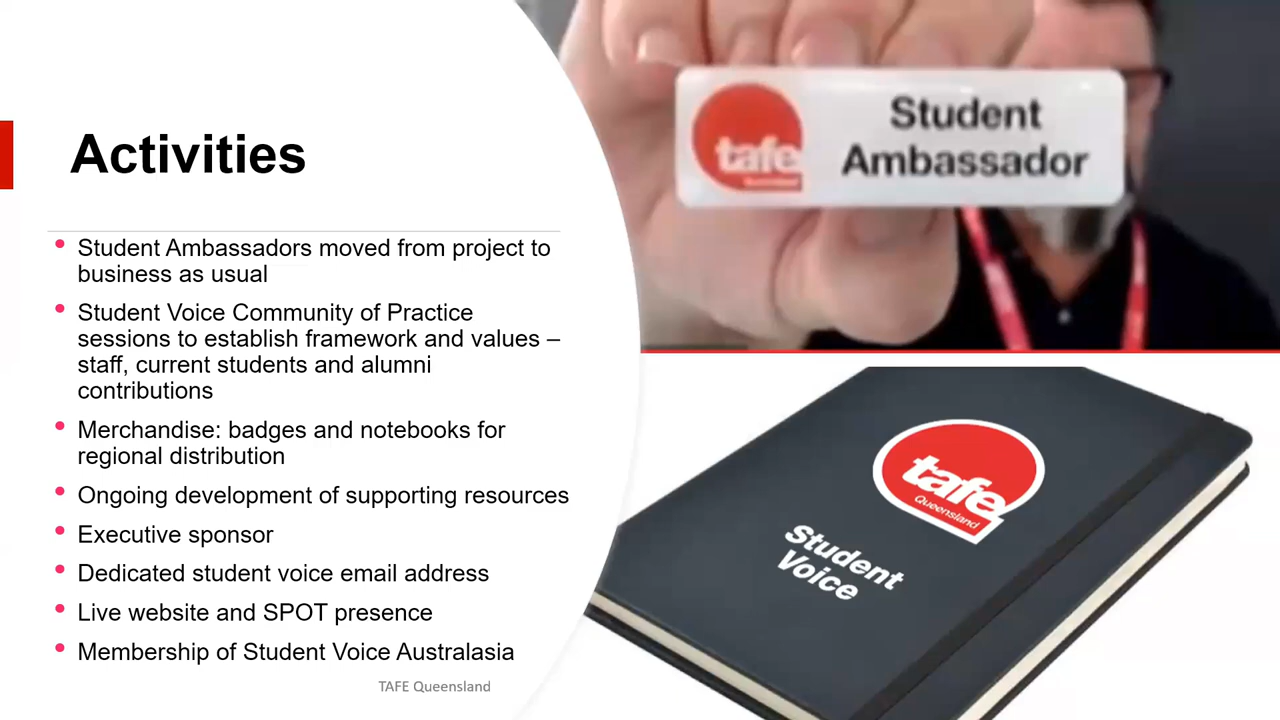 Activities
Student Ambassadors moved from project to
business as usual
Student Voice Community of Practice
sessions to establish framework and values –
staff, current students and alumni
contributions
Merchandise: badges and notebooks for
regional distribution
Ongoing development of supporting resources
Executive sponsor
Dedicated student voice email address
Live website and SPOT presence
Membership of Student Voice Australasia
TAFE Queensland
tafe
Student
Ambassador
tafe
Queensland
Student
Voice